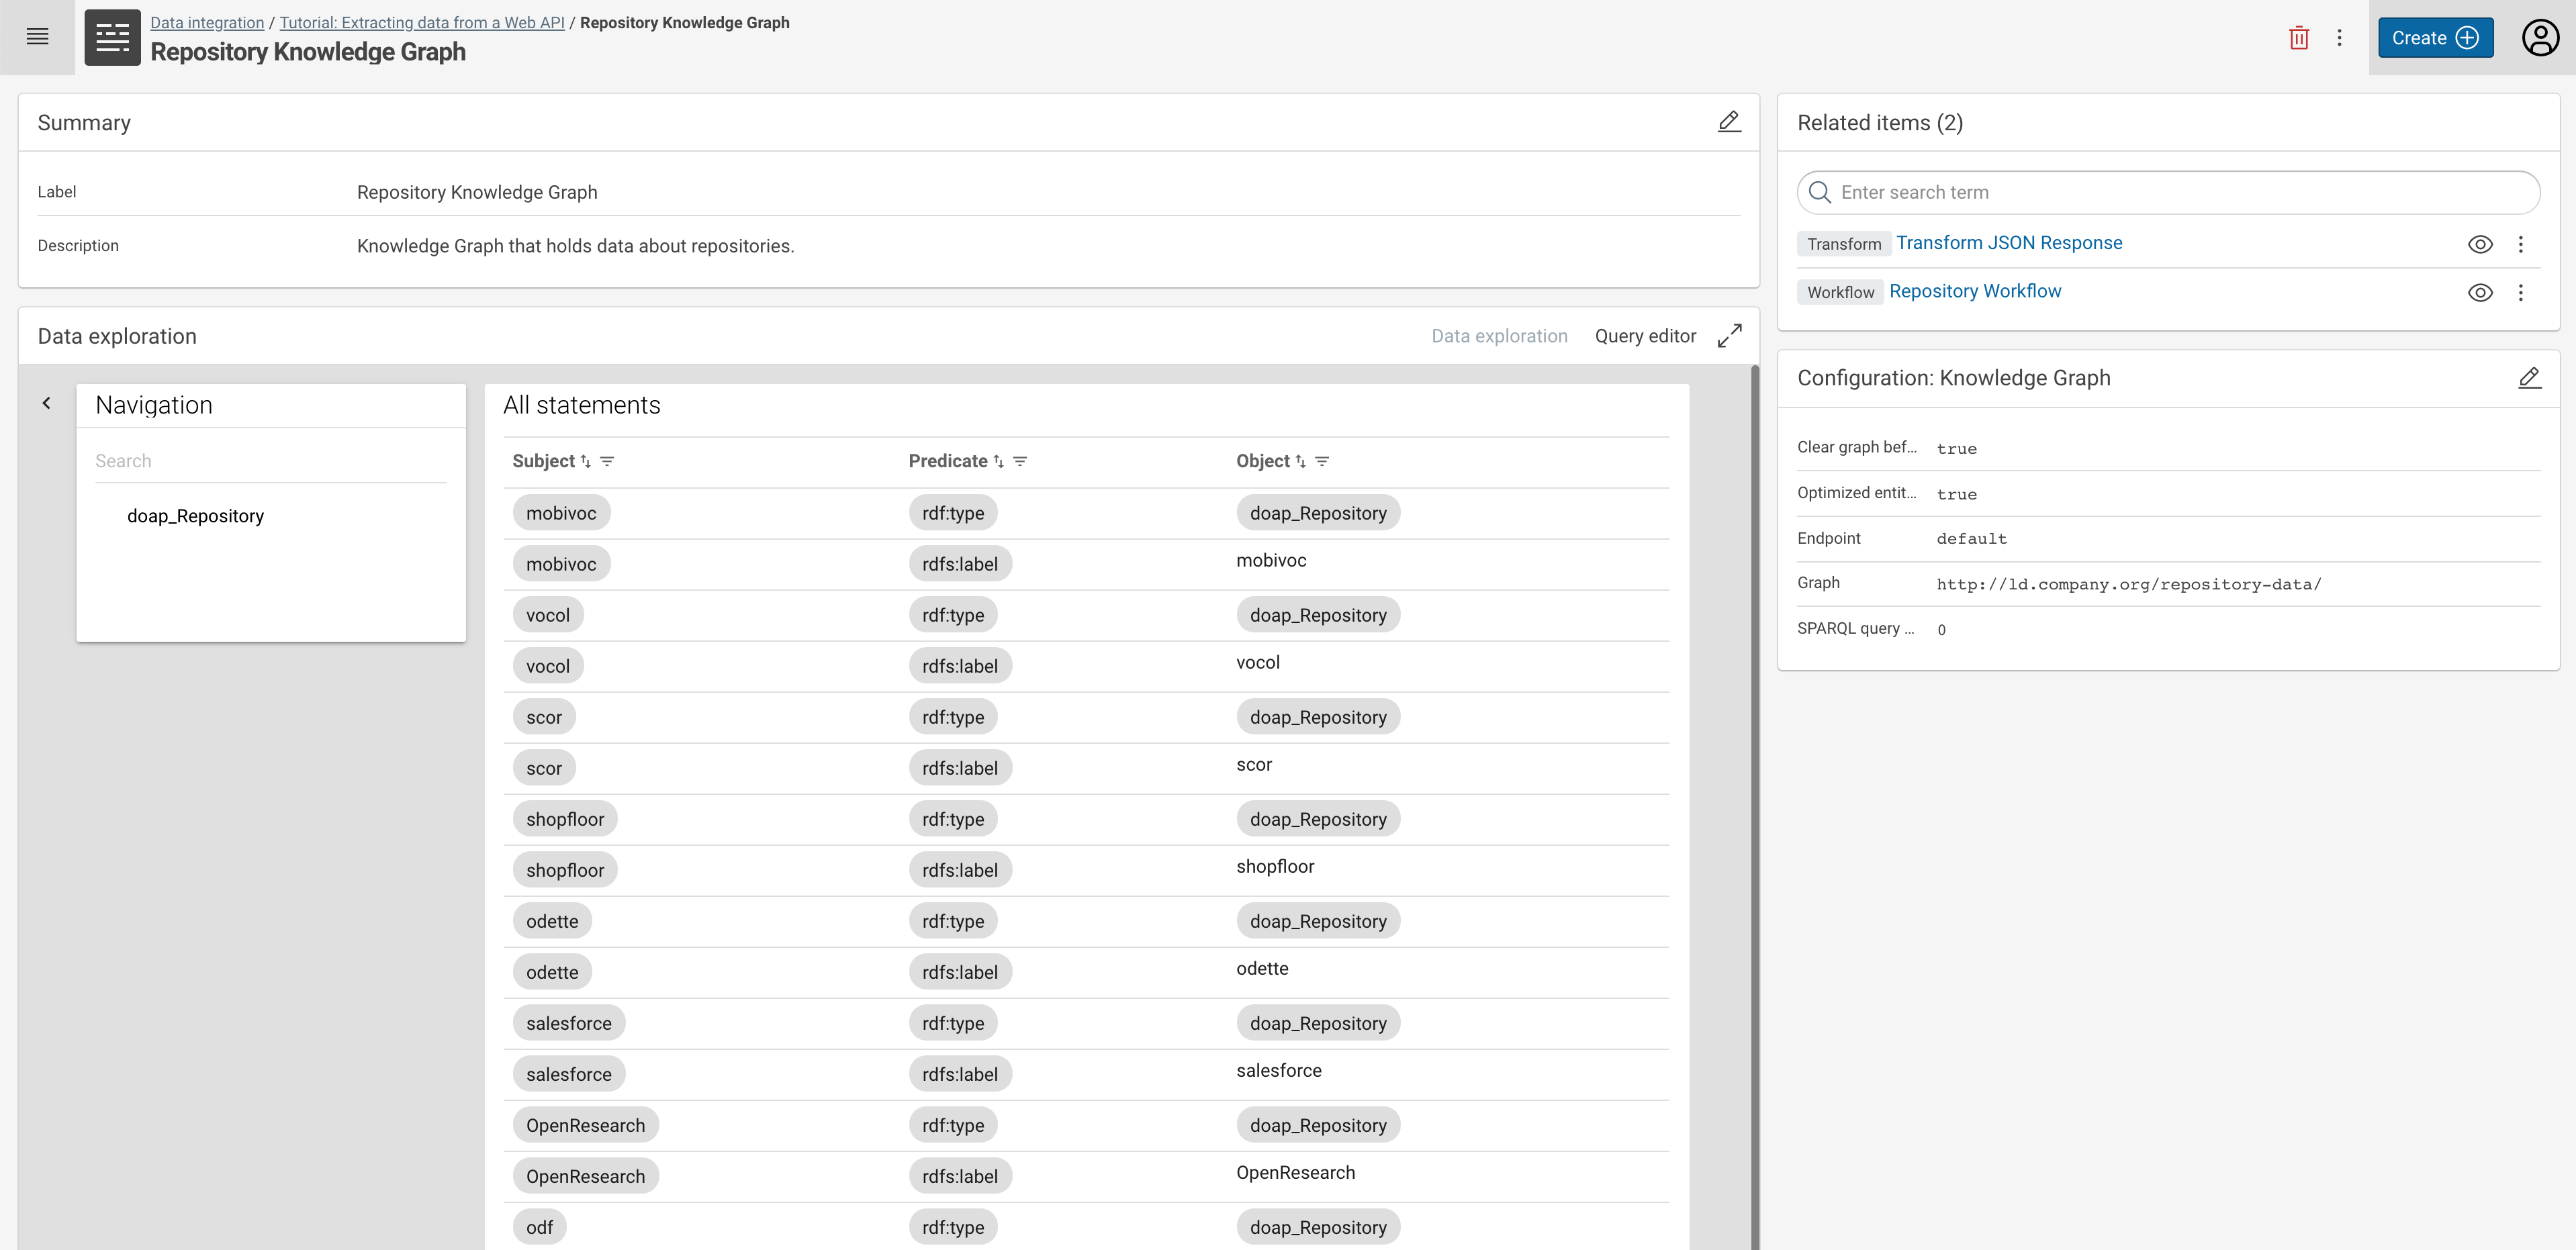 Data integration / Tutorial: Extracting data from a Web API / Repository Knowledge Graph
Repository Knowledge Graph
Create
Summary
Label Repository Knowledge Graph
Description Knowledge Graph that holds data about repositories.
Data exploration Data exploration Query editor
Navigation
Search
doap_Repository
All statements
Subject Predicate Object
mobivoc rdf:type doap_Repository
mobivoc rdfs:label mobivoc
vocol rdf:type doap_Repository
vocol rdfs:label vocol
scor rdf:type doap_Repository
scor rdfs:label scor
shopfloor rdf:type doap_Repository
shopfloor rdfs:label shopfloor
odette rdf:type doap_Repository
odette rdfs:label odette
salesforce rdf:type doap_Repository
salesforce rdfs:label salesforce
OpenResearch rdf:type doap_Repository
OpenResearch rdfs:label OpenResearch
odf rdf:type doap_Repository
Related items (2)
Enter search term
Transform Transform JSON Response
Workflow Repository Workflow
Configuration: Knowledge Graph
Clear graph bef... true
Optimized entit... true
Endpoint default
Graph http://ld.company.org/repository-data/
SPARQL query ... 0